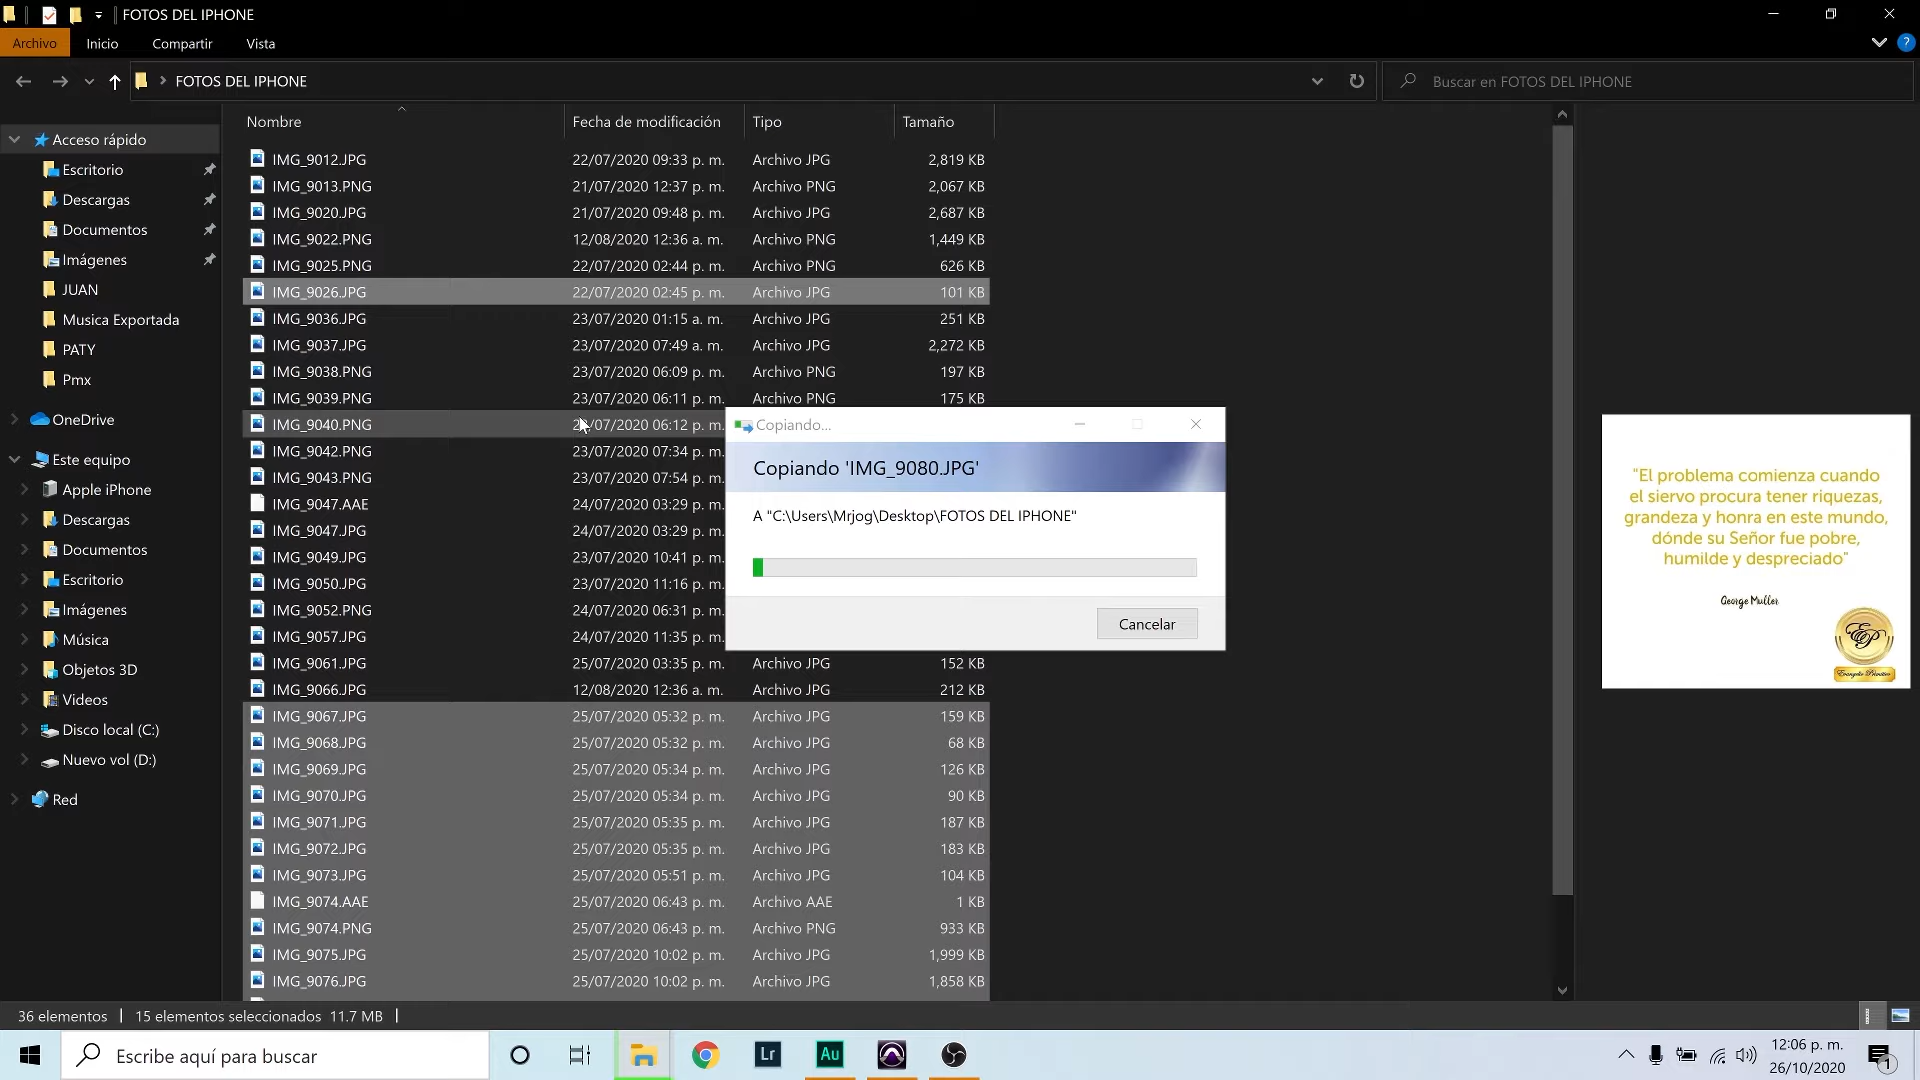 FOTOS DEL IPHONE
Archivo Inicio Compartir Vista
?
FOTOS DEL IPHONE
Buscar en FOTOS DEL IPHONE
Acceso rápido
Escritorio
Descargas
Documentos
Imágenes
JUAN
Musica Exportada
PATY
Pmx
OneDrive
Este equipo
Apple iPhone
Descargas
Documentos
Escritorio
Imágenes
Música
Objetos 3D
Videos
Disco local (C:)
Nuevo vol (D:)
Red
Nombre Fecha de modificación Tipo Tamaño
IMG_9012.JPG 22/07/2020 09:33 p. m. Archivo JPG 2,819 KB
IMG_9013.PNG 21/07/2020 12:37 p. m. Archivo PNG 2,067 KB
IMG_9020.JPG 21/07/2020 09:48 p. m. Archivo JPG 2,687 KB
IMG_9022.PNG 12/08/2020 12:36 a. m. Archivo PNG 1,449 KB
IMG_9025.PNG 22/07/2020 02:44 p. m. Archivo PNG 626 KB
IMG_9026.JPG 22/07/2020 02:45 p. m. Archivo JPG 101 KB
IMG_9036.JPG 23/07/2020 01:15 a. m. Archivo JPG 251 KB
IMG_9037.JPG 23/07/2020 07:49 a. m. Archivo JPG 2,272 KB
IMG_9038.PNG 23/07/2020 06:09 p. m. Archivo PNG 197 KB
IMG_9039.PNG 23/07/2020 06:11 p. m. Archivo PNG 175 KB
IMG_9040.PNG 2 /07/2020 06:12 p. m.
IMG_9042.PNG 23/07/2020 07:34 p. m.
IMG_9043.PNG 23/07/2020 07:54 p. m.
IMG_9047.AAE 24/07/2020 03:29 p. m.
IMG_9047.JPG 24/07/2020 03:29 p. m.
IMG_9049.JPG 23/07/2020 10:41 p. m.
IMG_9050.JPG 23/07/2020 11:16 p. m.
IMG_9052.PNG 24/07/2020 06:31 p. m.
IMG_9057.JPG 24/07/2020 11:35 p. m.
IMG_9061.JPG 25/07/2020 03:35 p. m. Archivo JPG 152 KB
IMG_9066.JPG 12/08/2020 12:36 a. m. Archivo JPG 212 KB
IMG_9067.JPG 25/07/2020 05:32 p. m. Archivo JPG 159 KB
IMG_9068.JPG 25/07/2020 05:32 p. m. Archivo JPG 68 KB
IMG_9069.JPG 25/07/2020 05:34 p. m. Archivo JPG 126 KB
IMG_9070.JPG 25/07/2020 05:34 p. m. Archivo JPG 90 KB
IMG_9071.JPG 25/07/2020 05:35 p. m. Archivo JPG 187 KB
IMG_9072.JPG 25/07/2020 05:35 p. m. Archivo JPG 183 KB
IMG_9073.JPG 25/07/2020 05:51 p. m. Archivo JPG 104 KB
IMG_9074.AAE 25/07/2020 06:43 p. m. Archivo AAE 1 KB
IMG_9074.PNG 25/07/2020 06:43 p. m. Archivo PNG 933 KB
IMG_9075.JPG 25/07/2020 10:02 p. m. Archivo JPG 1,999 KB
IMG_9076.JPG 25/07/2020 10:02 p. m. Archivo JPG 1,858 KB
Copiando...
Copiando 'IMG_9080.JPG'
A "C:\Users\Mrjog\Desktop\FOTOS DEL IPHONE"
Cancelar
"El problema comienza cuando
el siervo procura tener riquezas,
grandeza y honra en este mundo,
dónde su Señor fue pobre,
humilde y despreciado"
George Muller
EP
Evangelio Primitivo
36 elementos 15 elementos seleccionados 11.7 MB
Escribe aquí para buscar
Lr
Au
12:06 p. m.
26/10/2020
1